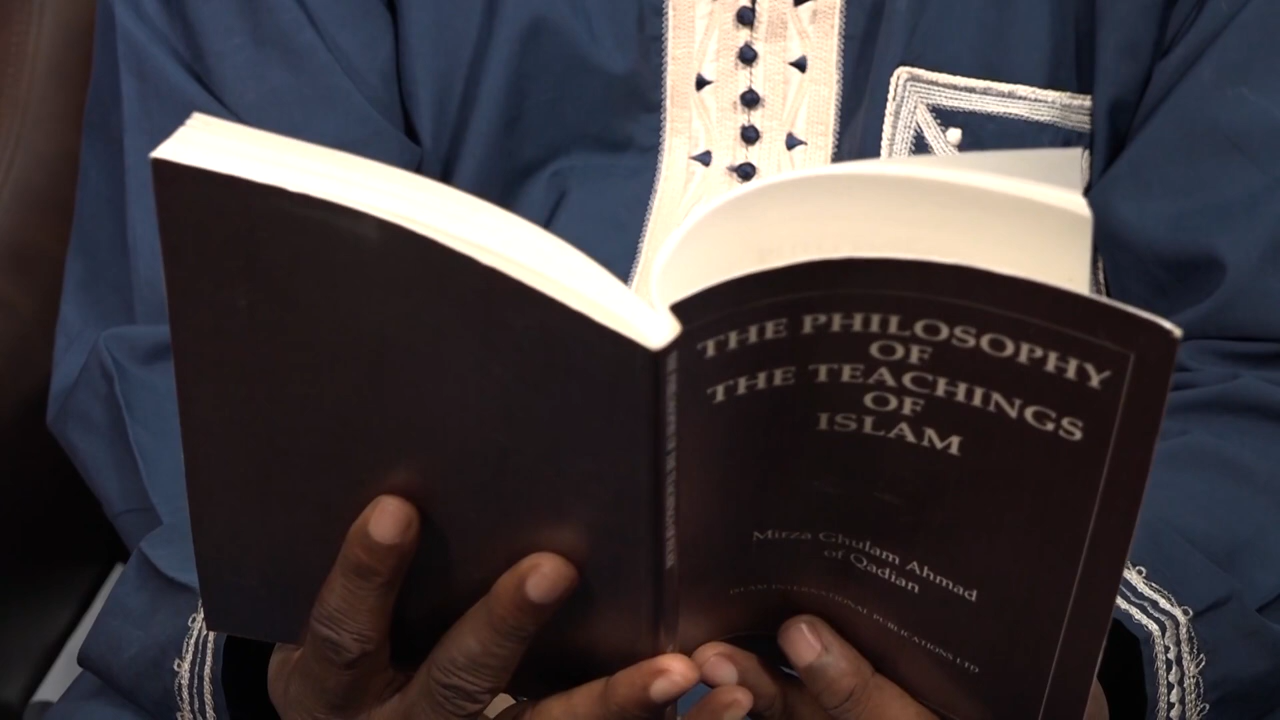 THE PHILOSOPHY
OF
THE TEACHINGS
OF
ISLAM
Mirza Ghulam Ahmad
of Qadian
ISLAM INTERNATIONAL PUBLICATIONS LTD